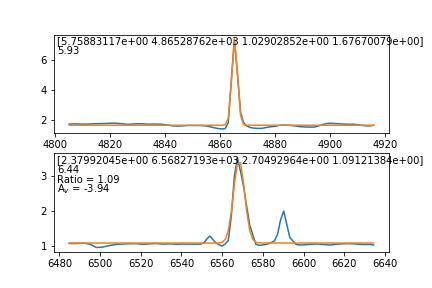 [5.75883117e+00 4.86528762e+03 1.02902852e+00 1.67670079e+00]
5.93
6
4
2
4800 4820 4840 4860 4880 4900 4920
[2.37992045e+00 6.56827193e+03 2.70492964e+00 1.09121384e+00]
6.44
Ratio = 1.09
Av = -3.94
3
2
1
6480 6500 6520 6540 6560 6580 6600 6620 6640